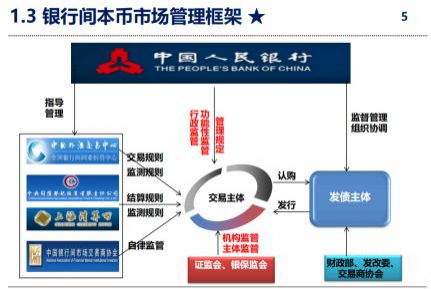 1.3 银行间本币市场管理框架 ★
5
中国人民银行
THE PEOPLE'S BANK OF CHINA
指导
管理
行政监管
功能性监管
管理规定
监督管理
组织协调
中国外汇交易中心
全国银行间同业拆借中心
中央国债登记结算有限责任公司
上海清算所
中国银行间市场交易商协会
National Association of Financial Market Institutional Investors
交易规则
监测规则
结算规则
监测规则
自律监管
交易主体
认购
发行
发债主体
机构监管
主体监管
证监会、银保监会
财政部、发改委、
交易商协会